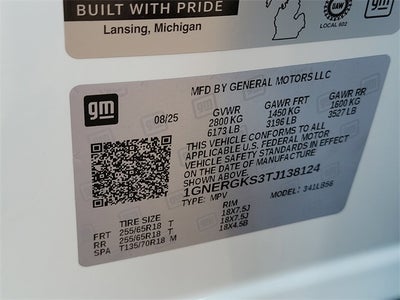 BUILT WITH PRIDE
Lansing, Michigan
UAW
LOCAL 602
gm
gm
MFD BY GENERAL MOTORS LLC
08/25
GVWR GAWR FRT GAWR RR
2800 KG 1450 KG 1600 KG
6173 LB 3196 LB 3527 LB
THIS VEHICLE CONFORMS TO ALL
APPLICABLE U.S. FEDERAL MOTOR
VEHICLE SAFETY STANDARDS IN
EFFECT ON THE DATE OF
MANUFACTURE SHOWN ABOVE.
1GNERGKS3TJ138124
TYPE: MPV MODEL: 341LB56
TIRE SIZE RIM
FRT 255/65R18 T 18X7.5J
RR 255/65R18 T 18X7.5J
SPA T135/70R18 M 18X4.5B